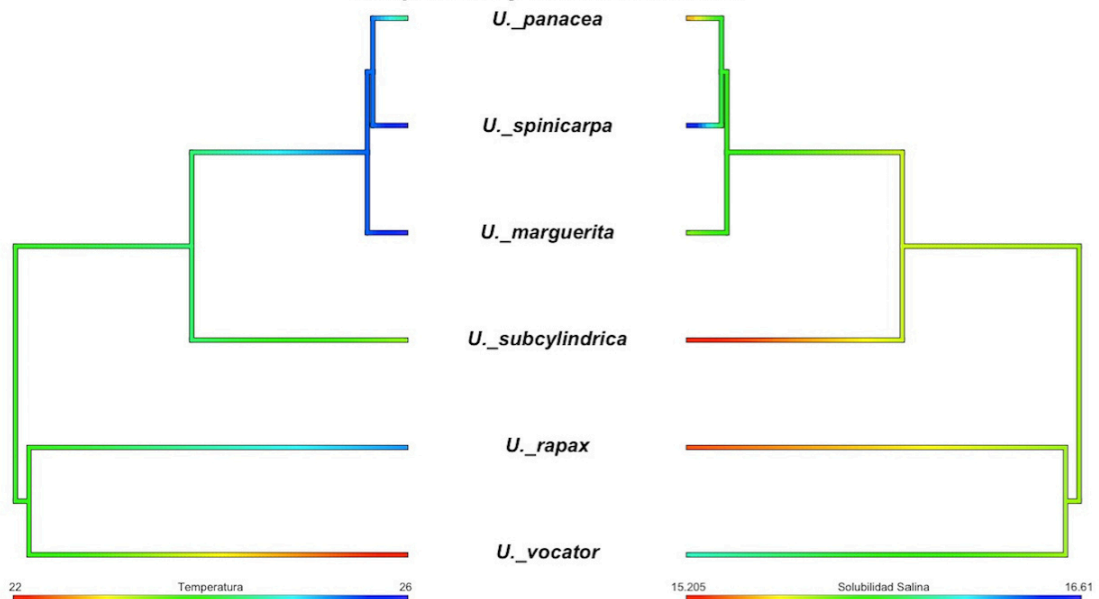 U._panacea
U._spinicarpa
U._marguerita
U._subcylindrica
U._rapax
U._vocator
22 Temperatura 26
15.205 Solubilidad Salina 16.61